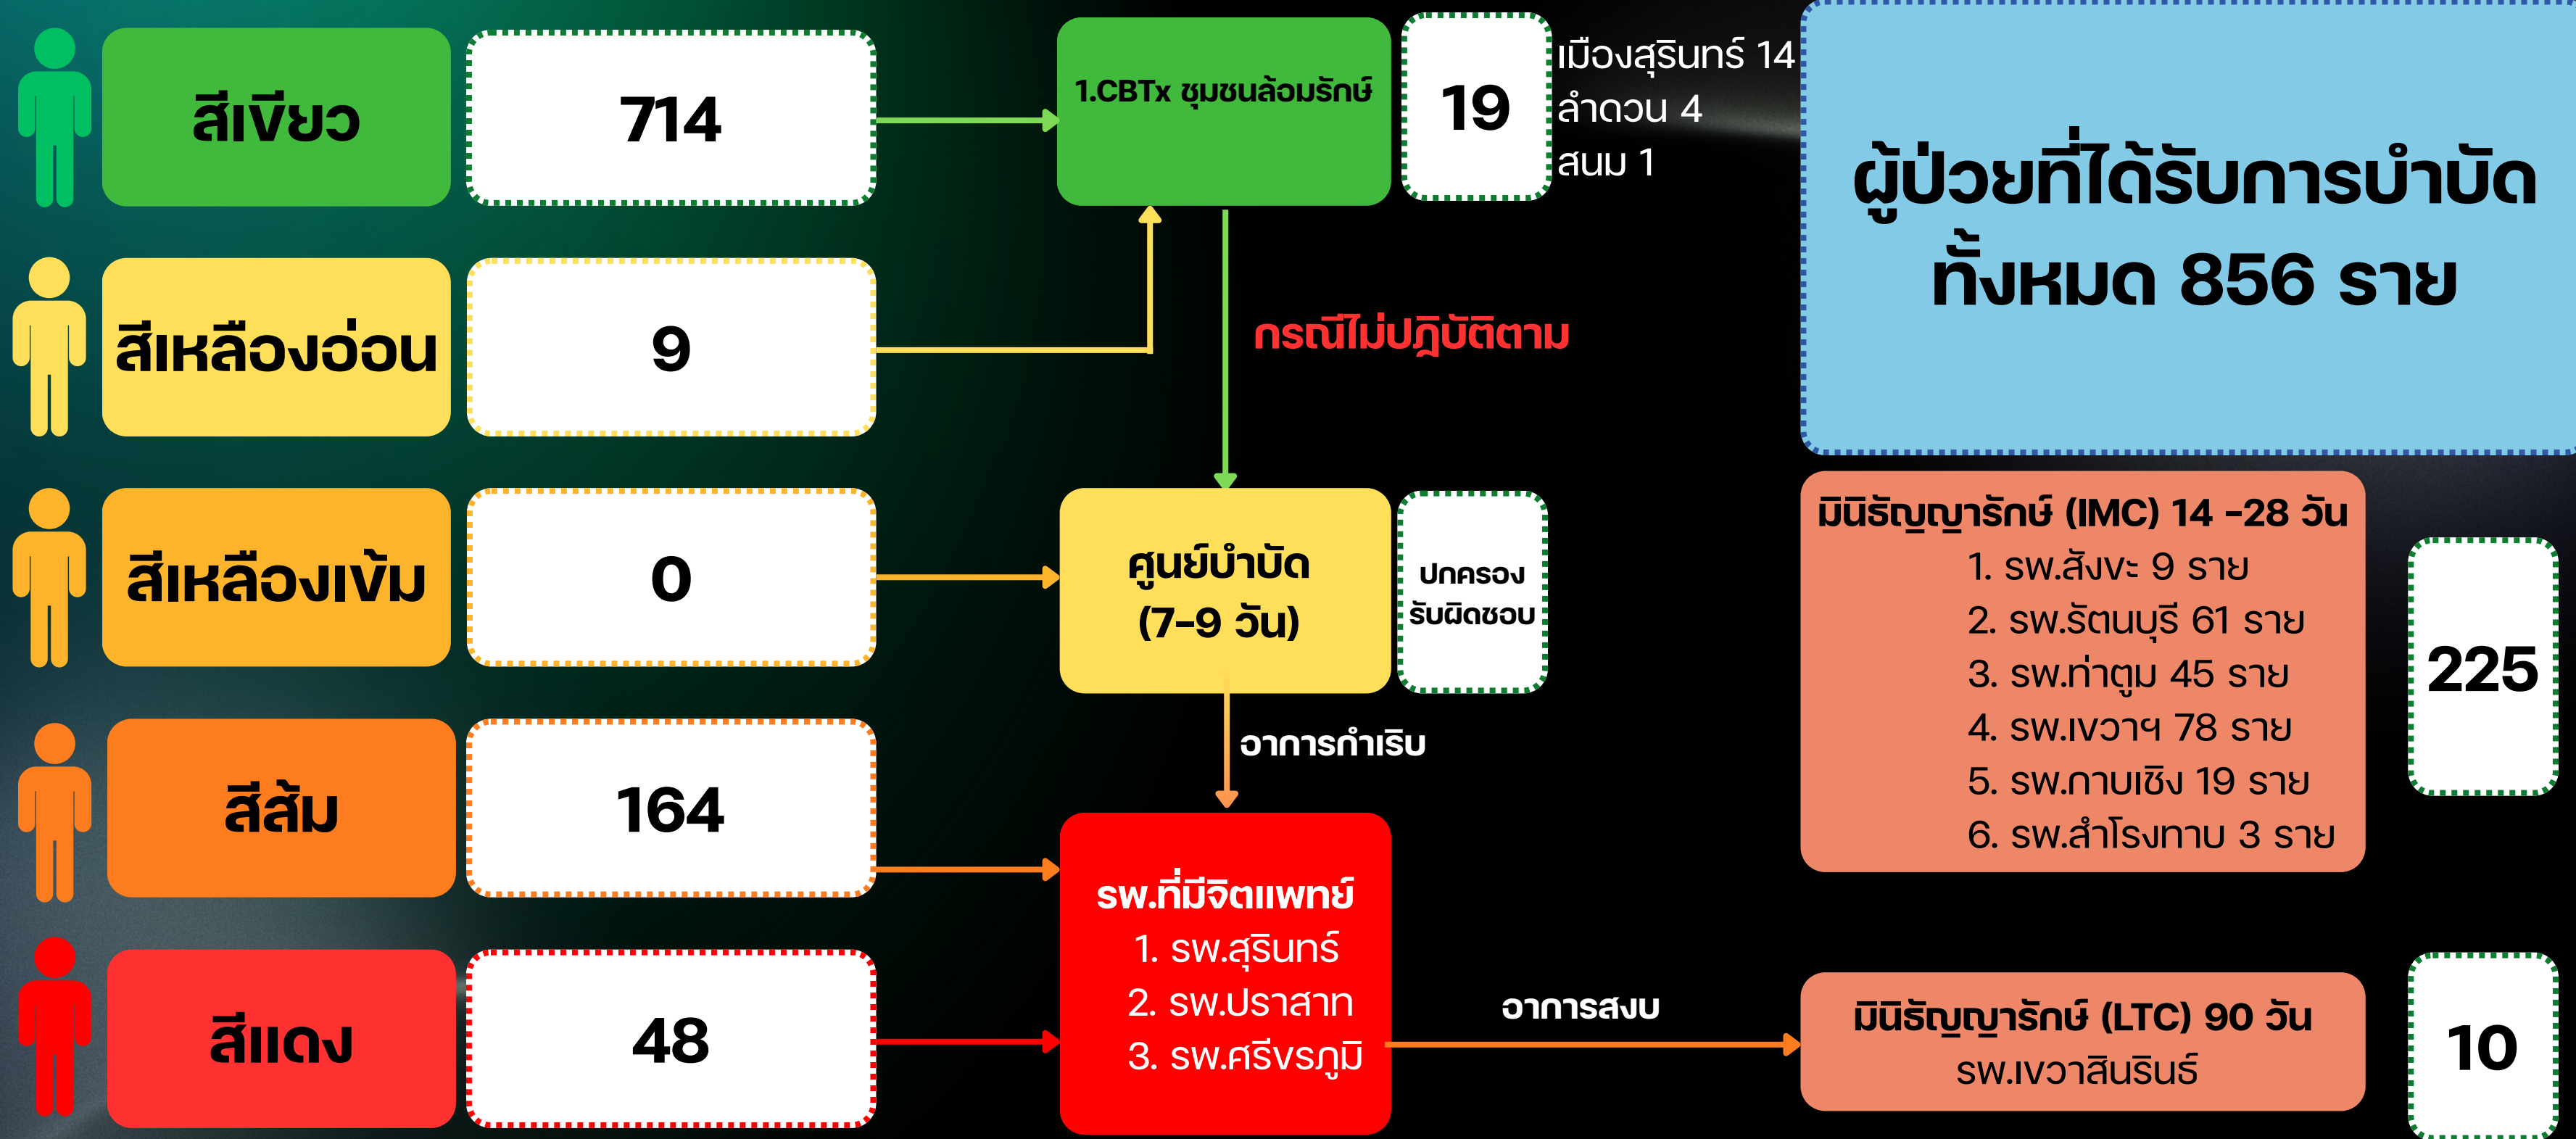 สีเขียว
714
1.CBTx ชุมชนล้อมรักษ์
19
เมืองสุรินทร์ 14
ลำดวน 4
สนม 1
ผู้ป่วยที่ได้รับการบำบัด
ทั้งหมด 856 ราย
สีเหลืองอ่อน
9
กรณีไม่ปฎิบัติตาม
สีเหลืองเข้ม
0
ศูนย์บำบัด
(7-9 วัน)
ปกครอง
รับผิดชอบ
มินิธัญญารักษ์ (IMC) 14 -28 วัน
1. รพ.สังขะ 9 ราย
2. รพ.รัตนบุรี 61 ราย
3. รพ.ท่าตูม 45 ราย
4. รพ.เขวาฯ 78 ราย
5. รพ.กาบเชิง 19 ราย
6. รพ.สำโรงทาบ 3 ราย
225
อาการกำเริบ
สีส้ม
164
รพ.ที่มีจิตแพทย์
1. รพ.สุรินทร์
2. รพ.ปราสาท
3. รพ.ศรีขรภูมิ
สีแดง
48
อาการสงบ
มินิธัญญารักษ์ (LTC) 90 วัน
รพ.เขวาสินรินธ์
10